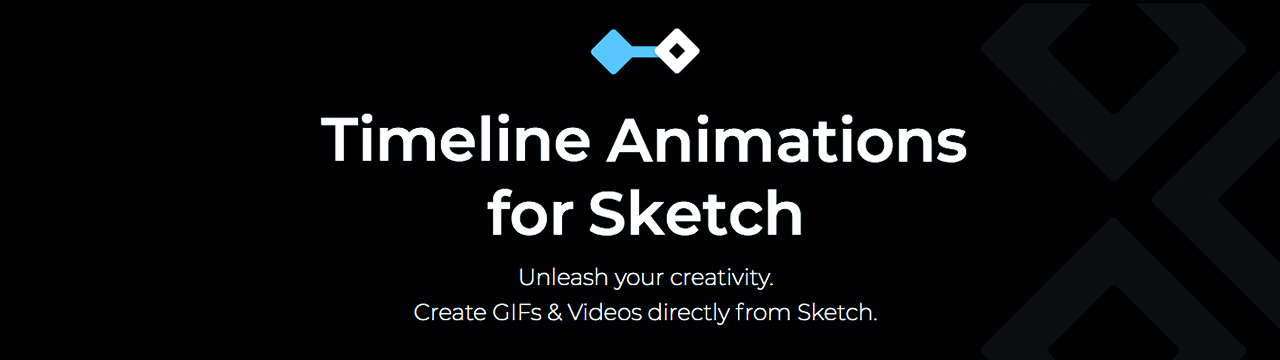 Timeline Animations
for Sketch
Unleash your creativity.
Create GIFs & Videos directly from Sketch.